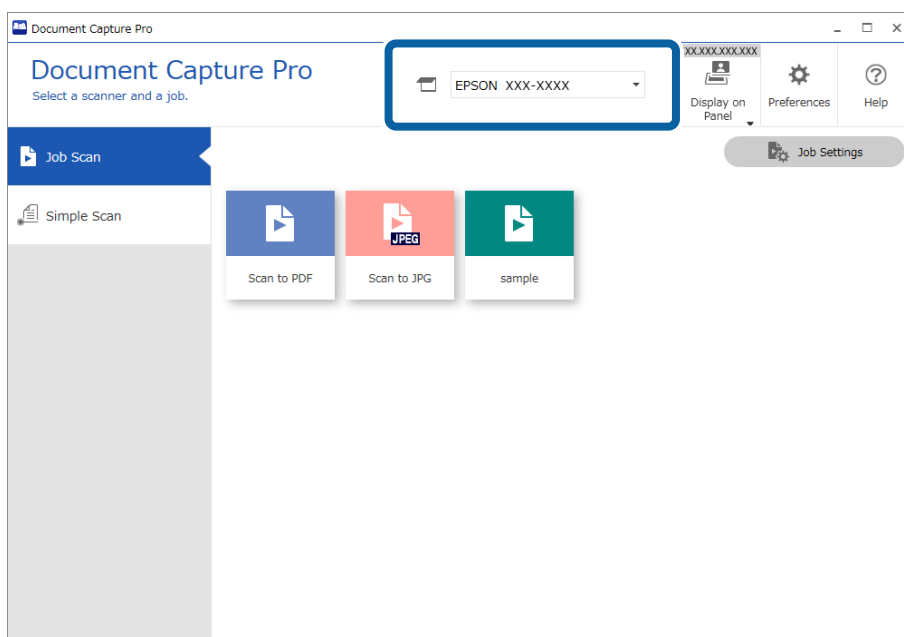 Document Capture Pro
Document Capture Pro
Select a scanner and a job.
EPSON XXX-XXXX
XX.XXX.XXX.XXX
Display on
Panel
Preferences
Help
Job Scan
Job Settings
Simple Scan
JPEG
Scan to PDF
Scan to JPG
sample